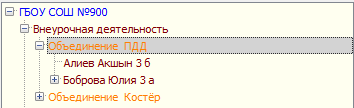 ГБОУ СОШ №900
Внеурочная деятельность
Объединение ПДД
Алиев Акшын 3 б
Боброва Юлия 3 а
Объединение Костёр